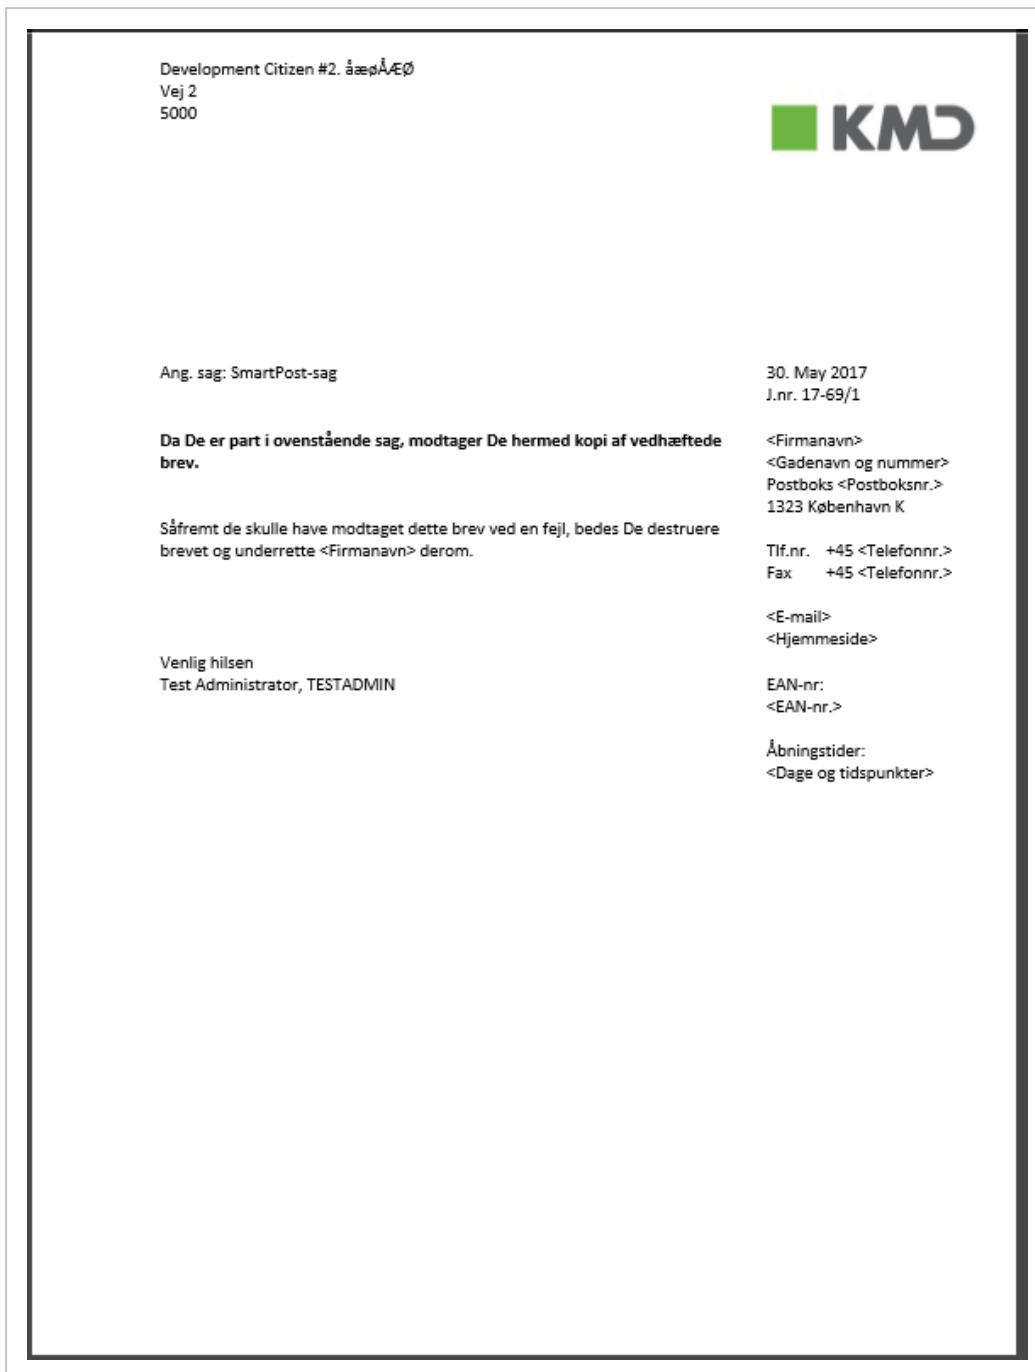 Development Citizen #2. åæøÅÆØ
Vej 2
5000
KMD
Ang. sag: SmartPost-sag
30. May 2017
J.nr. 17-69/1
Da De er part i ovenstående sag, modtager De hermed kopi af vedhæftede
brev.
Såfremt de skulle have modtaget dette brev ved en fejl, bedes De destruere
brevet og underrette <Firmanavn> derom.
Venlig hilsen
Test Administrator, TESTADMIN
<Firmanavn>
<Gadenavn og nummer>
Postboks <Postboksnr.>
1323 København K
Tlf.nr. +45 <Telefonnr.>
Fax +45 <Telefonnr.>
<E-mail>
<Hjemmeside>
EAN-nr:
<EAN-nr.>
Åbningstider:
<Dage og tidspunkter>